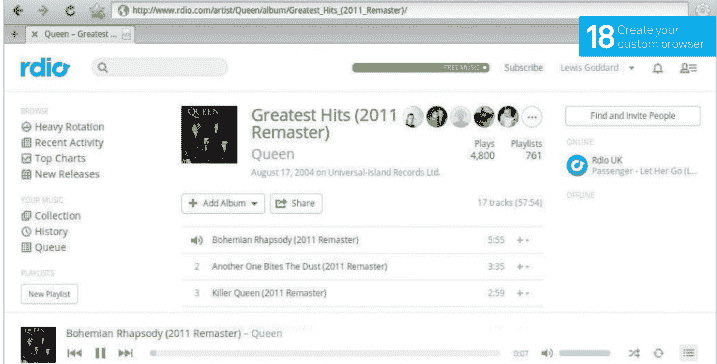 http://www.rdio.com/artist/Queen/album/Greatest_Hits_(2011_Remaster)/
Queen – Greatest ...
18 Create your
custom browser
rdio
FREE MUSIC
Subscribe
Lewis Goddard
BROWSE
Heavy Rotation
Recent Activity
Top Charts
New Releases
YOUR MUSIC
Collection
History
Queue
PLAYLISTS
New Playlist
QUEEN
Greatest Hits (2011
Remaster)
Queen
August 17, 2004 on Universal-Island Records Ltd.
Plays
4,800
Playlists
761
Add Album
Share
17 tracks (57:54)
Bohemian Rhapsody (2011 Remaster) 5:55
2 Another One Bites The Dust (2011 Remaster) 3:35
3 Killer Queen (2011 Remaster) 2:59
Find and Invite People
ONLINE
Rdio UK
Passenger - Let Her Go (L...
OFFLINE
Bohemian Rhapsody (2011 Remaster) – Queen
0:07